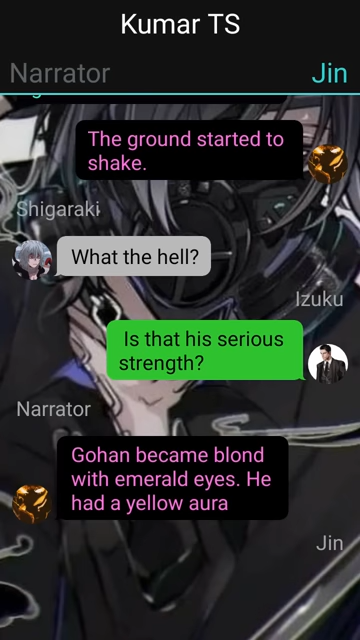 Kumar TS
Narrator Jin
The ground started to
shake.
Shigaraki
What the hell?
Izuku
Is that his serious
strength?
Narrator
Gohan became blond
with emerald eyes. He
had a yellow aura
Jin